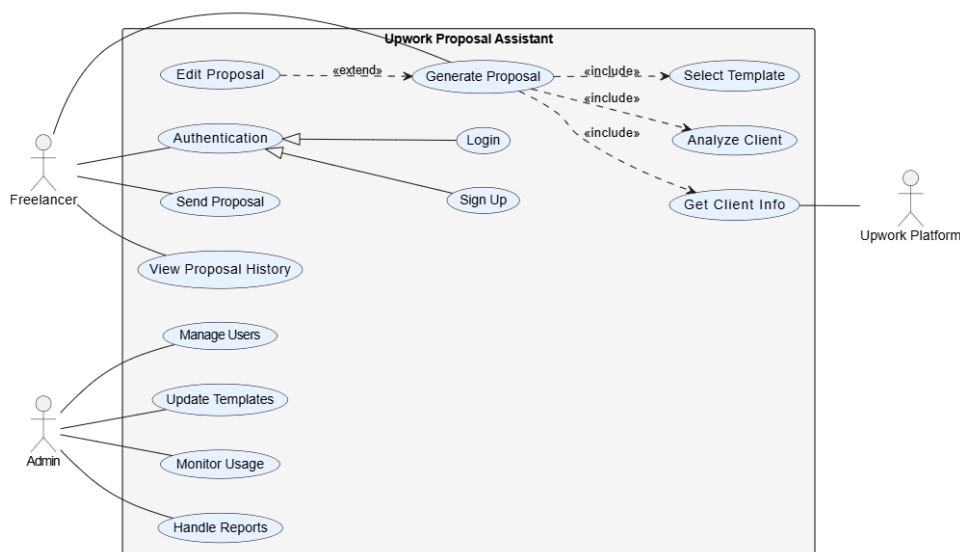 Upwork Proposal Assistant
Edit Proposal
«extend»
Generate Proposal
«include»
Select Template
«include»
Authentication
Login
«include»
Analyze Client
Freelancer
Send Proposal
Sign Up
Get Client Info
Upwork Platform
View Proposal History
Manage Users
Update Templates
Admin
Monitor Usage
Handle Reports